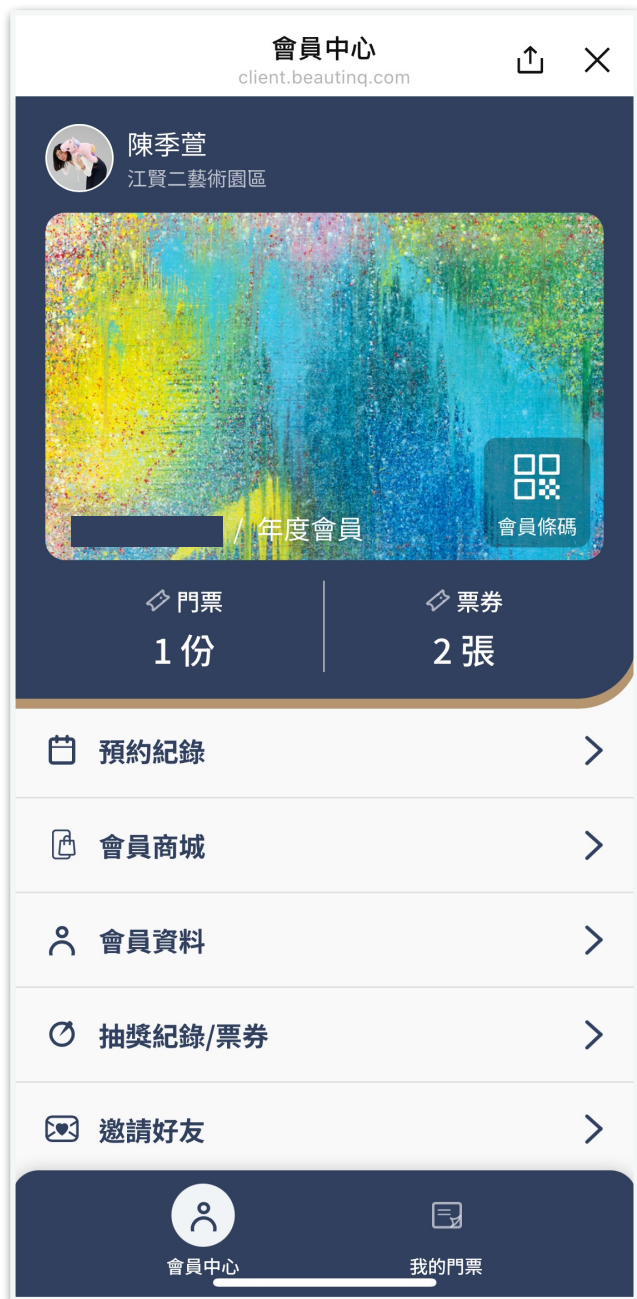 會員中心
client.beautinq.com
陳季萱
江賢二藝術園區
/ 年度會員
會員條碼
門票
1 份
票券
2 張
預約紀錄
會員商城
會員資料
抽獎紀錄/票券
邀請好友
會員中心
我的門票